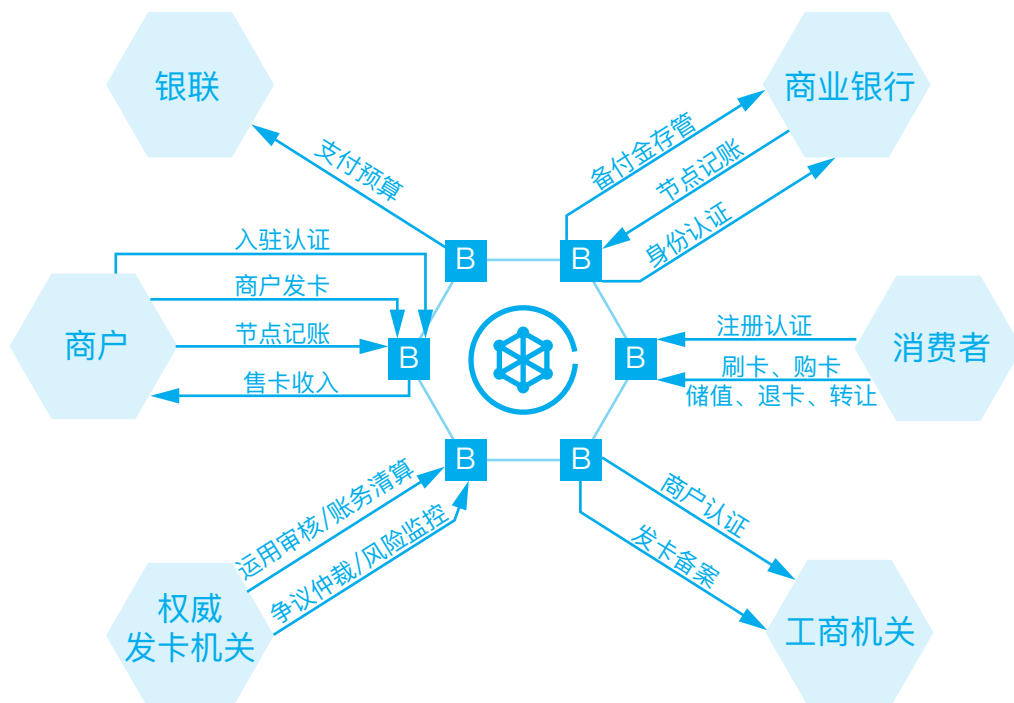 银联
商业银行
支付预算
备付金存管
节点记账
身份认证
入驻认证
商户发卡
节点记账
售卡收入
商户
B
B
B
B
B
B
注册认证
刷卡、购卡
储值、退卡、转让
消费者
运用审核/账务清算
争议仲裁/风险监控
商户认证
发卡备案
权威
发卡机关
工商机关